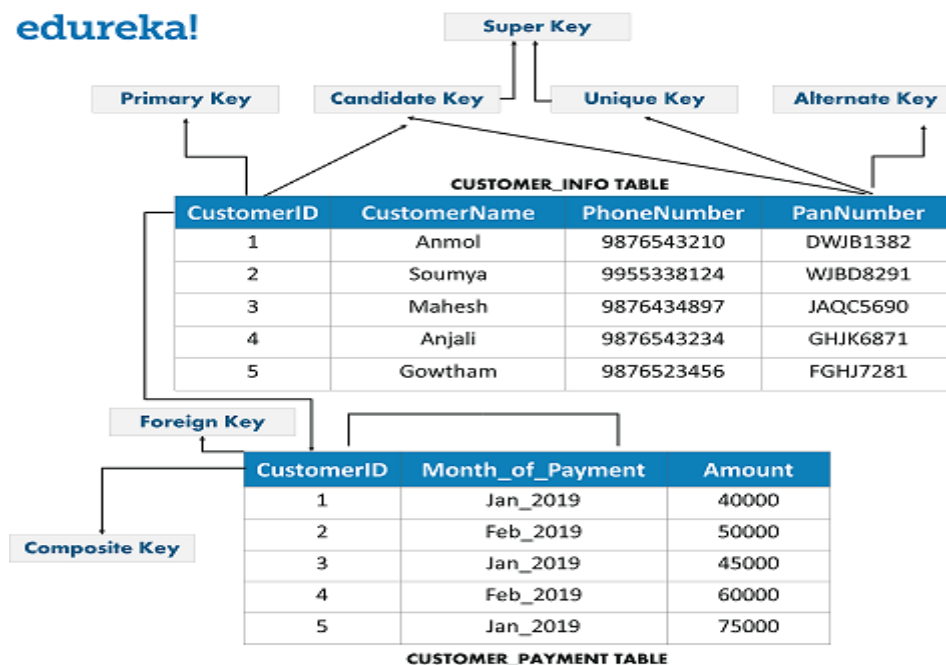 edureka!
Super Key
Primary Key Candidate Key Unique Key Alternate Key
CUSTOMER_INFO TABLE
CustomerID CustomerName PhoneNumber PanNumber
1 Anmol 9876543210 DWJB1382
2 Soumya 9955338124 WJBD8291
3 Mahesh 9876434897 JAQC5690
4 Anjali 9876543234 GHJK6871
5 Gowtham 9876523456 FGHJ7281
Foreign Key
CustomerID Month_of_Payment Amount
1 Jan_2019 40000
2 Feb_2019 50000
3 Jan_2019 45000
4 Feb_2019 60000
5 Jan_2019 75000
Composite Key
CUSTOMER_PAYMENT TABLE